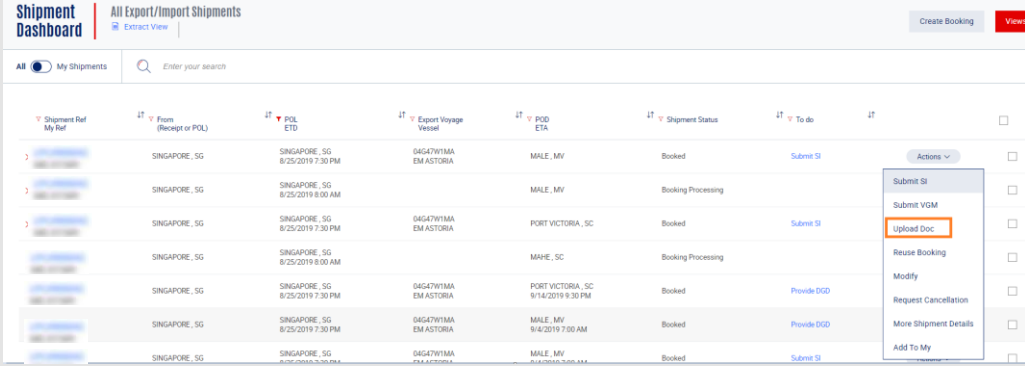 Shipment
Dashboard
All Export/Import Shipments
Extract View
Create Booking
Views
All
My Shipments
Enter your search
Shipment Ref
My Ref
From
(Receipt or POL)
POL
ETD
Export Voyage
Vessel
POD
ETA
Shipment Status
To do
SINGAPORE, SG
SINGAPORE, SG
8/25/2019 7:30 PM
04G47W1MA
EM ASTORIA
MALE, MV
Booked
Submit SI
Actions
SINGAPORE, SG
SINGAPORE, SG
8/25/2019 8:00 AM
MALE, MV
Booking Processing
SINGAPORE, SG
SINGAPORE, SG
8/25/2019 7:30 PM
04G47W1MA
EM ASTORIA
PORT VICTORIA, SC
Booked
Submit SI
SINGAPORE, SG
SINGAPORE, SG
8/25/2019 8:00 AM
MAHE, SC
Booking Processing
SINGAPORE, SG
SINGAPORE, SG
8/25/2019 7:30 PM
04G47W1MA
EM ASTORIA
PORT VICTORIA, SC
9/14/2019 9:30 PM
Booked
Provide DGD
SINGAPORE, SG
SINGAPORE, SG
8/25/2019 7:30 PM
04G47W1MA
EM ASTORIA
MALE, MV
9/4/2019 7:00 AM
Booked
Provide DGD
SINGAPORE, SG
SINGAPORE, SG
04G47W1MA
MALE, MV
Booked
Submit SI
Submit SI
Submit VGM
Upload Doc
Reuse Booking
Modify
Request Cancellation
More Shipment Details
Add To My